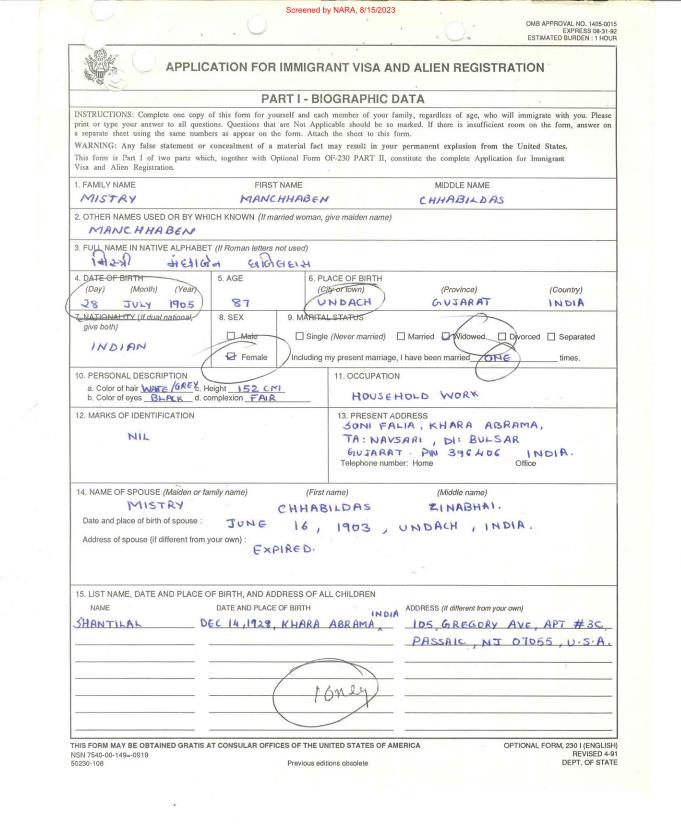 Screened by NARA, 8/15/2023
OMB APPROVAL NO. 1405-0015
EXPRESS 08-31-92
ESTIMATED BURDEN : 1 HOUR
APPLICATION FOR IMMIGRANT VISA AND ALIEN REGISTRATION
PART I - BIOGRAPHIC DATA
INSTRUCTIONS: Complete one copy of this form for yourself and each member of your family, regardless of age, who will immigrate with you. Please
print or type your answer to all questions. Questions that are Not Applicable should be so marked. If there is insufficient room on the form, answer on
a separate sheet using the same numbers as appear on the form. Attach the sheet to this form.
WARNING: Any false statement or concealment of a material fact may result in your permanent explusion from the United States.
This form is Part I of two parts which, together with Optional Form OF-230 PART II, constitute the complete Application for Immigrant
Visa and Alien Registration.
1. FAMILY NAME FIRST NAME MIDDLE NAME
MISTRY MANCHHABEN CHHABILDAS
2. OTHER NAMES USED OR BY WHICH KNOWN (If married woman, give maiden name)
MANCHHABEN
3. FULL NAME IN NATIVE ALPHABET (If Roman letters not used)
મિસ્ત્રી મંછાબેન છબિલદાસ
4. DATE OF BIRTH 5. AGE 6. PLACE OF BIRTH
(Day) (Month) (Year) (City or town) (Province) (Country)
28 JULY 1905 87 UNDACH GUJARAT INDIA
7. NATIONALITY (If dual national, give both) 8. SEX 9. MARITAL STATUS
INDIAN
Male Single (Never married) Married Widowed Divorced Separated
Female Including my present marriage, I have been married ONE times.
10. PERSONAL DESCRIPTION 11. OCCUPATION
a. Color of hair WHITE/GREY c. Height 152 CM
b. Color of eyes BLACK d. complexion FAIR
HOUSEHOLD WORK
12. MARKS OF IDENTIFICATION
NIL
13. PRESENT ADDRESS
SONI FALIA, KHARA ABRAMA,
TA: NAVSARI, DI: BULSAR
GUJARAT. PIN 396406 INDIA.
Telephone number: Home Office
14. NAME OF SPOUSE (Maiden or family name) (First name) (Middle name)
MISTRY CHHABILDAS ZINABHAI.
Date and place of birth of spouse : JUNE 16, 1903, UNDACH, INDIA.
Address of spouse (if different from your own) :
EXPIRED.
15. LIST NAME, DATE AND PLACE OF BIRTH, AND ADDRESS OF ALL CHILDREN
NAME DATE AND PLACE OF BIRTH ADDRESS (If different from your own)
SHANTILAL DEC 14, 1928, KHARA ABRAMA, INDIA 105, GREGORY AVE, APT #3C,
PASSAIC, NJ 07055, U.S.A.
1 only
THIS FORM MAY BE OBTAINED GRATIS AT CONSULAR OFFICES OF THE UNITED STATES OF AMERICA OPTIONAL FORM, 230 I (ENGLISH)
NSN 7540-00-149-0919 REVISED 4-91
50230-108 Previous editions obsolete DEPT. OF STATE